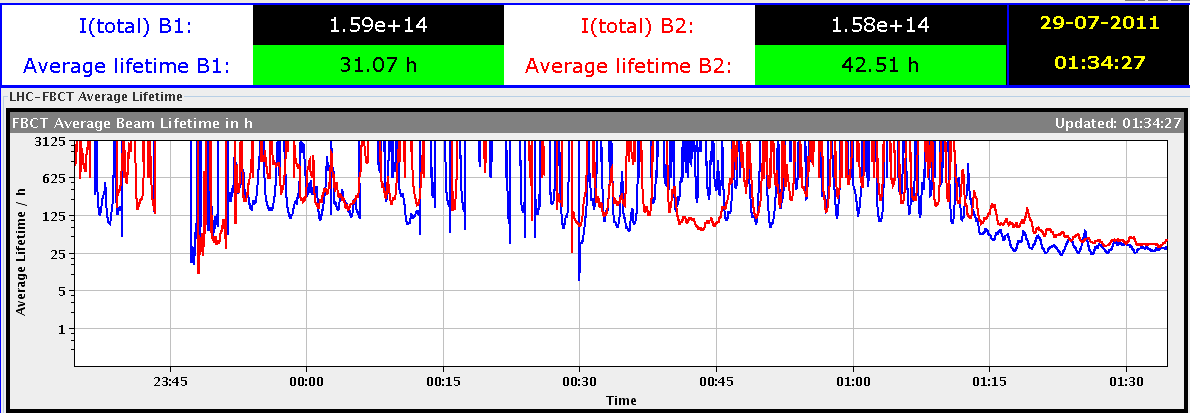 I(total) B1: 1.59e+14 I(total) B2: 1.58e+14 29-07-2011
Average lifetime B1: 31.07 h Average lifetime B2: 42.51 h 01:34:27
LHC-FBCT Average Lifetime
FBCT Average Beam Lifetime in h Updated: 01:34:27
Average Lifetime / h
3125
625
125
25
5
1
23:45 00:00 00:15 00:30 00:45 01:00 01:15 01:30
Time